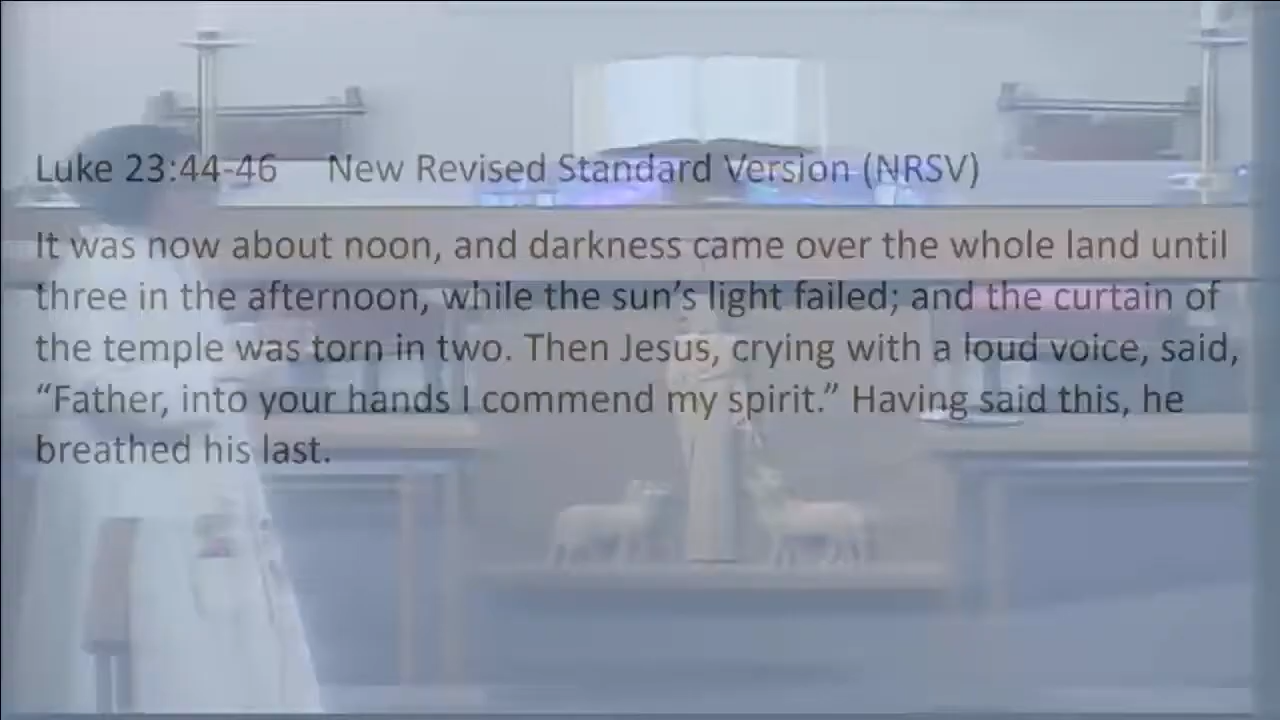 Luke 23:44-46 New Revised Standard Version (NRSV)
It was now about noon, and darkness came over the whole land until
three in the afternoon, while the sun’s light failed; and the curtain of
the temple was torn in two. Then Jesus, crying with a loud voice, said,
“Father, into your hands I commend my spirit.” Having said this, he
breathed his last.